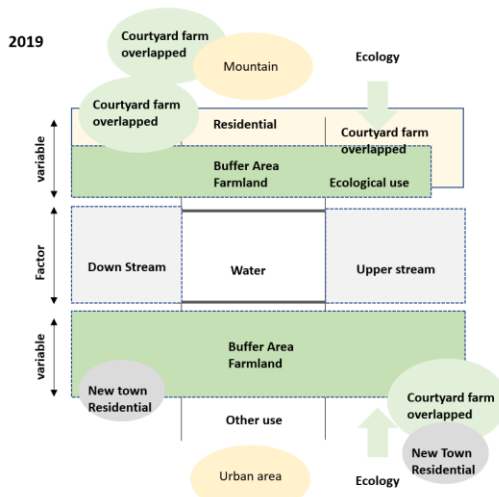 2019
Courtyard farm
overlapped
Mountain
Ecology
Courtyard farm
overlapped
Residential
Courtyard farm
overlapped
variable
Buffer Area
Farmland
Ecological use
Factor
Down Stream
Water
Upper stream
variable
Buffer Area
Farmland
New town
Residential
Other use
Courtyard farm
overlapped
New Town
Residential
Urban area
Ecology